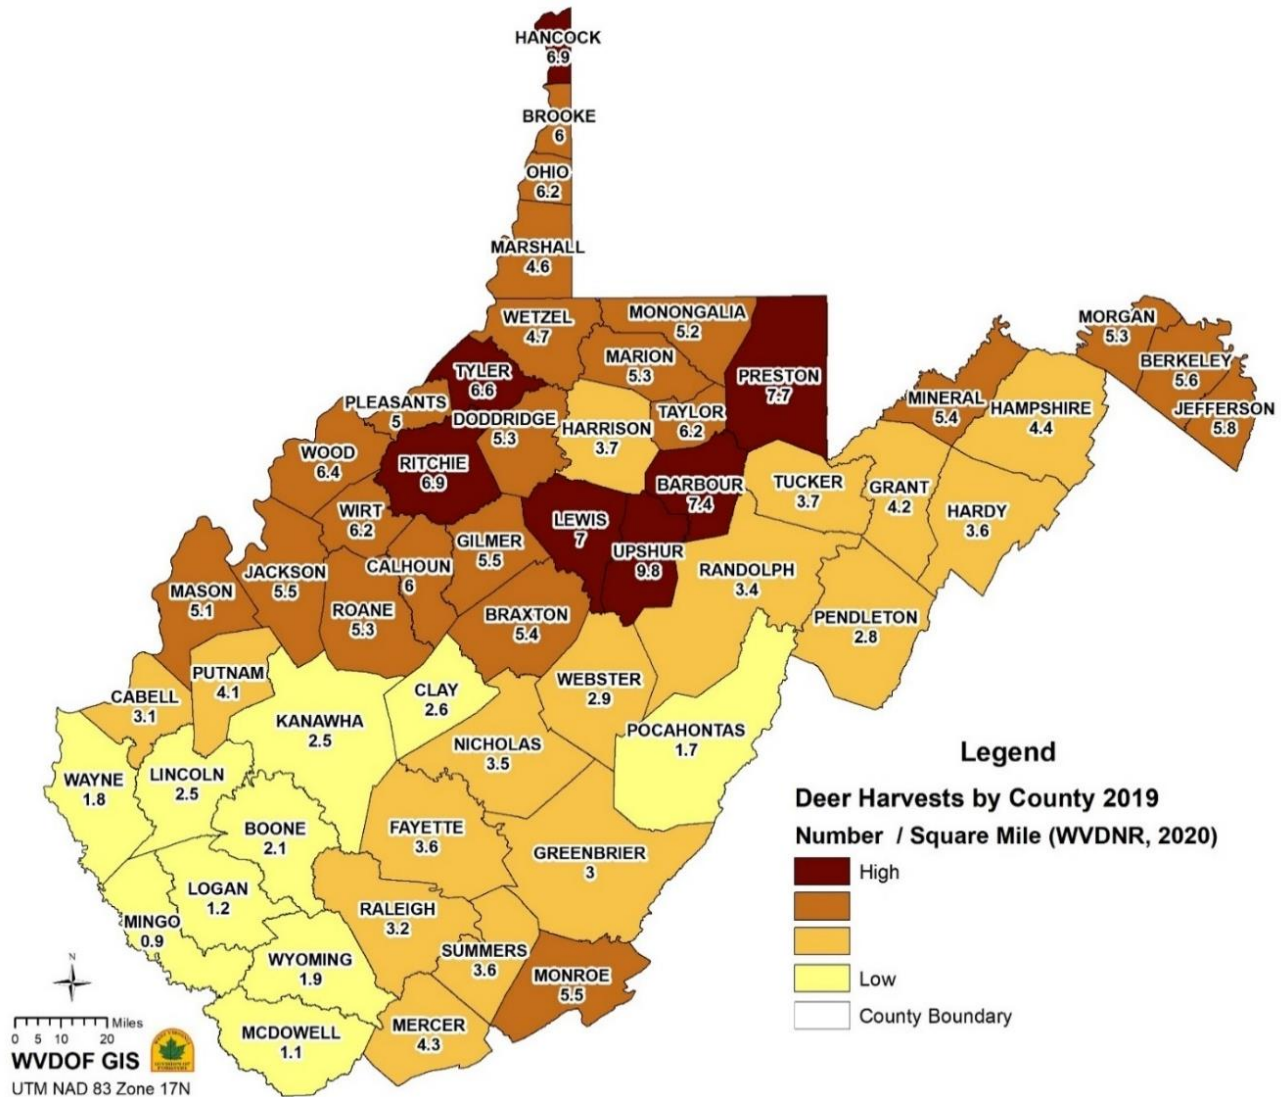 HANCOCK
6.9
BROOKE
6
OHIO
6.2
MARSHALL
4.6
WETZEL
4.7
MONONGALIA
5.2
MARION
5.3
PRESTON
7.7
TYLER
6.6
PLEASANTS
5
DODDRIDGE
5.3
HARRISON
3.7
TAYLOR
6.2
MORGAN
5.3
BERKELEY
5.6
JEFFERSON
5.8
MINERAL
5.4
HAMPSHIRE
4.4
WOOD
6.4
RITCHIE
6.9
BARBOUR
7.4
TUCKER
3.7
GRANT
4.2
HARDY
3.6
WIRT
6.2
LEWIS
7
GILMER
5.5
UPSHUR
9.8
CALHOUN
6
JACKSON
5.5
MASON
5.1
ROANE
5.3
BRAXTON
5.4
RANDOLPH
3.4
PENDLETON
2.8
PUTNAM
4.1
CABELL
3.1
CLAY
2.6
WEBSTER
2.9
KANAWHA
2.5
NICHOLAS
3.5
POCAHONTAS
1.7
WAYNE
1.8
LINCOLN
2.5
BOONE
2.1
FAYETTE
3.6
GREENBRIER
3
LOGAN
1.2
MINGO
0.9
RALEIGH
3.2
WYOMING
1.9
SUMMERS
3.6
MONROE
5.5
MCDOWELL
1.1
MERCER
4.3
Legend
Deer Harvests by County 2019
Number / Square Mile (WVDNR, 2020)
High
Low
County Boundary
N
Miles
0 5 10 20
WVDOF GIS
UTM NAD 83 Zone 17N